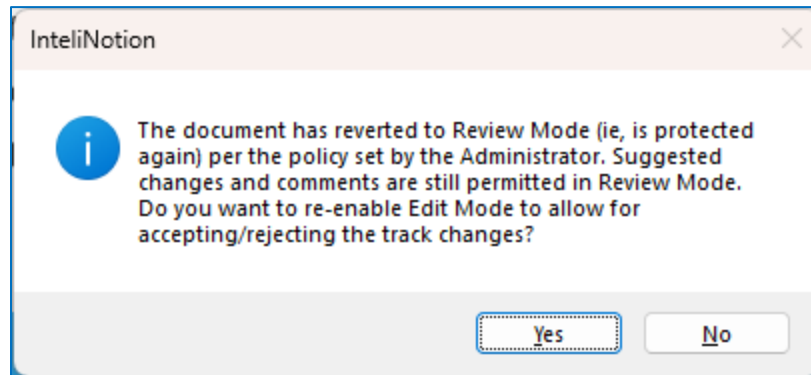 InteliNotion
The document has reverted to Review Mode (ie, is protected
again) per the policy set by the Administrator. Suggested
changes and comments are still permitted in Review Mode.
Do you want to re-enable Edit Mode to allow for
accepting/rejecting the track changes?
Yes
No